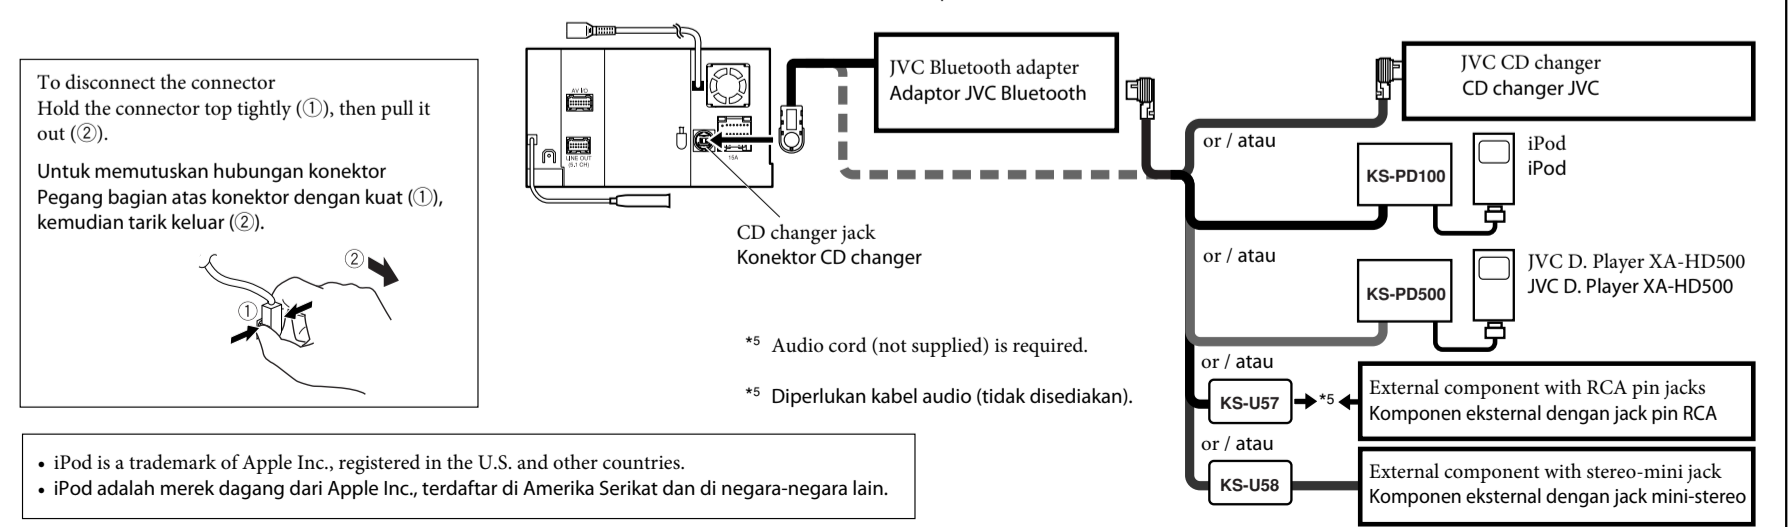 To disconnect the connector
Hold the connector top tightly (①), then pull it
out (②).
Untuk memutuskan hubungan konektor
Pegang bagian atas konektor dengan kuat (①),
kemudian tarik keluar (②).
②
①
AV I/O
LINE OUT
(5.1 CH)
15A
JVC Bluetooth adapter
Adaptor JVC Bluetooth
CD changer jack
Konektor CD changer
*5 Audio cord (not supplied) is required.
*5 Diperlukan kabel audio (tidak disediakan).
JVC CD changer
CD changer JVC
or / atau
KS-PD100
iPod
iPod
or / atau
KS-PD500
JVC D. Player XA-HD500
JVC D. Player XA-HD500
or / atau
KS-U57
*5
External component with RCA pin jacks
Komponen eksternal dengan jack pin RCA
or / atau
KS-U58
External component with stereo-mini jack
Komponen eksternal dengan jack mini-stereo
• iPod is a trademark of Apple Inc., registered in the U.S. and other countries.
• iPod adalah merek dagang dari Apple Inc., terdaftar di Amerika Serikat dan di negara-negara lain.